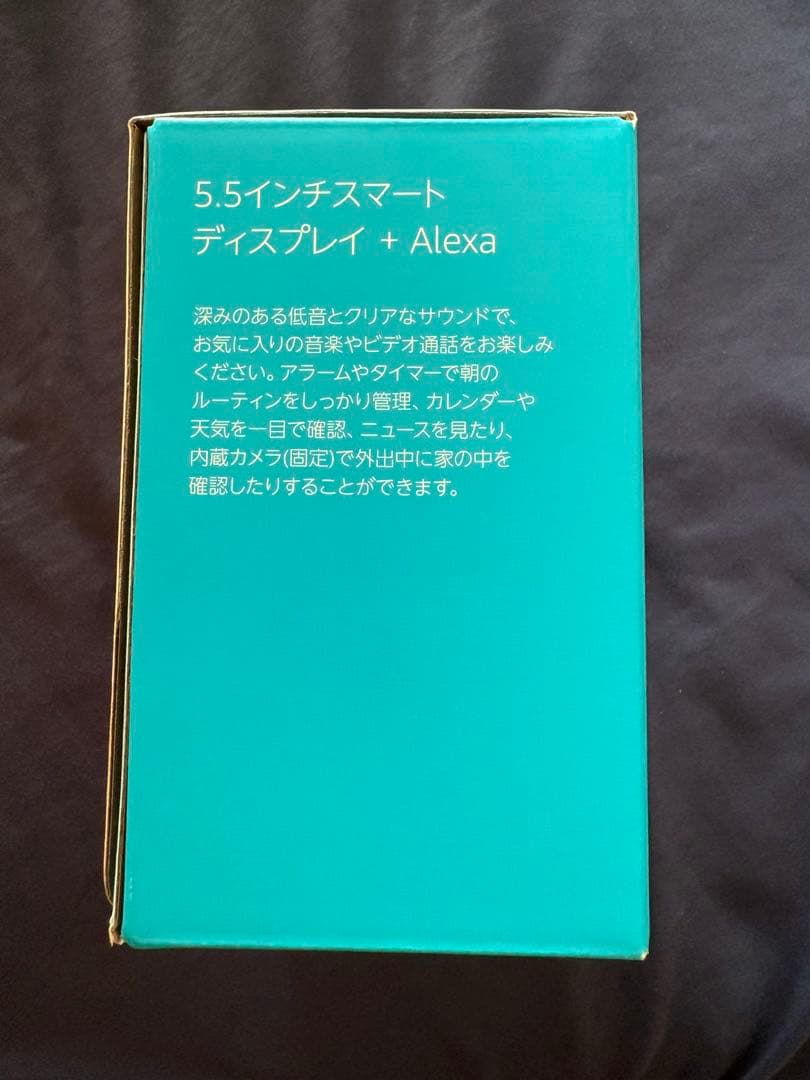 5.5インチスマート
ディスプレイ + Alexa
深みのある低音とクリアなサウンドで、
お気に入りの音楽やビデオ通話をお楽しみ
ください。アラームやタイマーで朝の
ルーティンをしっかり管理、カレンダーや
天気を一目で確認、ニュースを見たり、
内蔵カメラ(固定)で外出中に家の中を
確認したりすることができます。